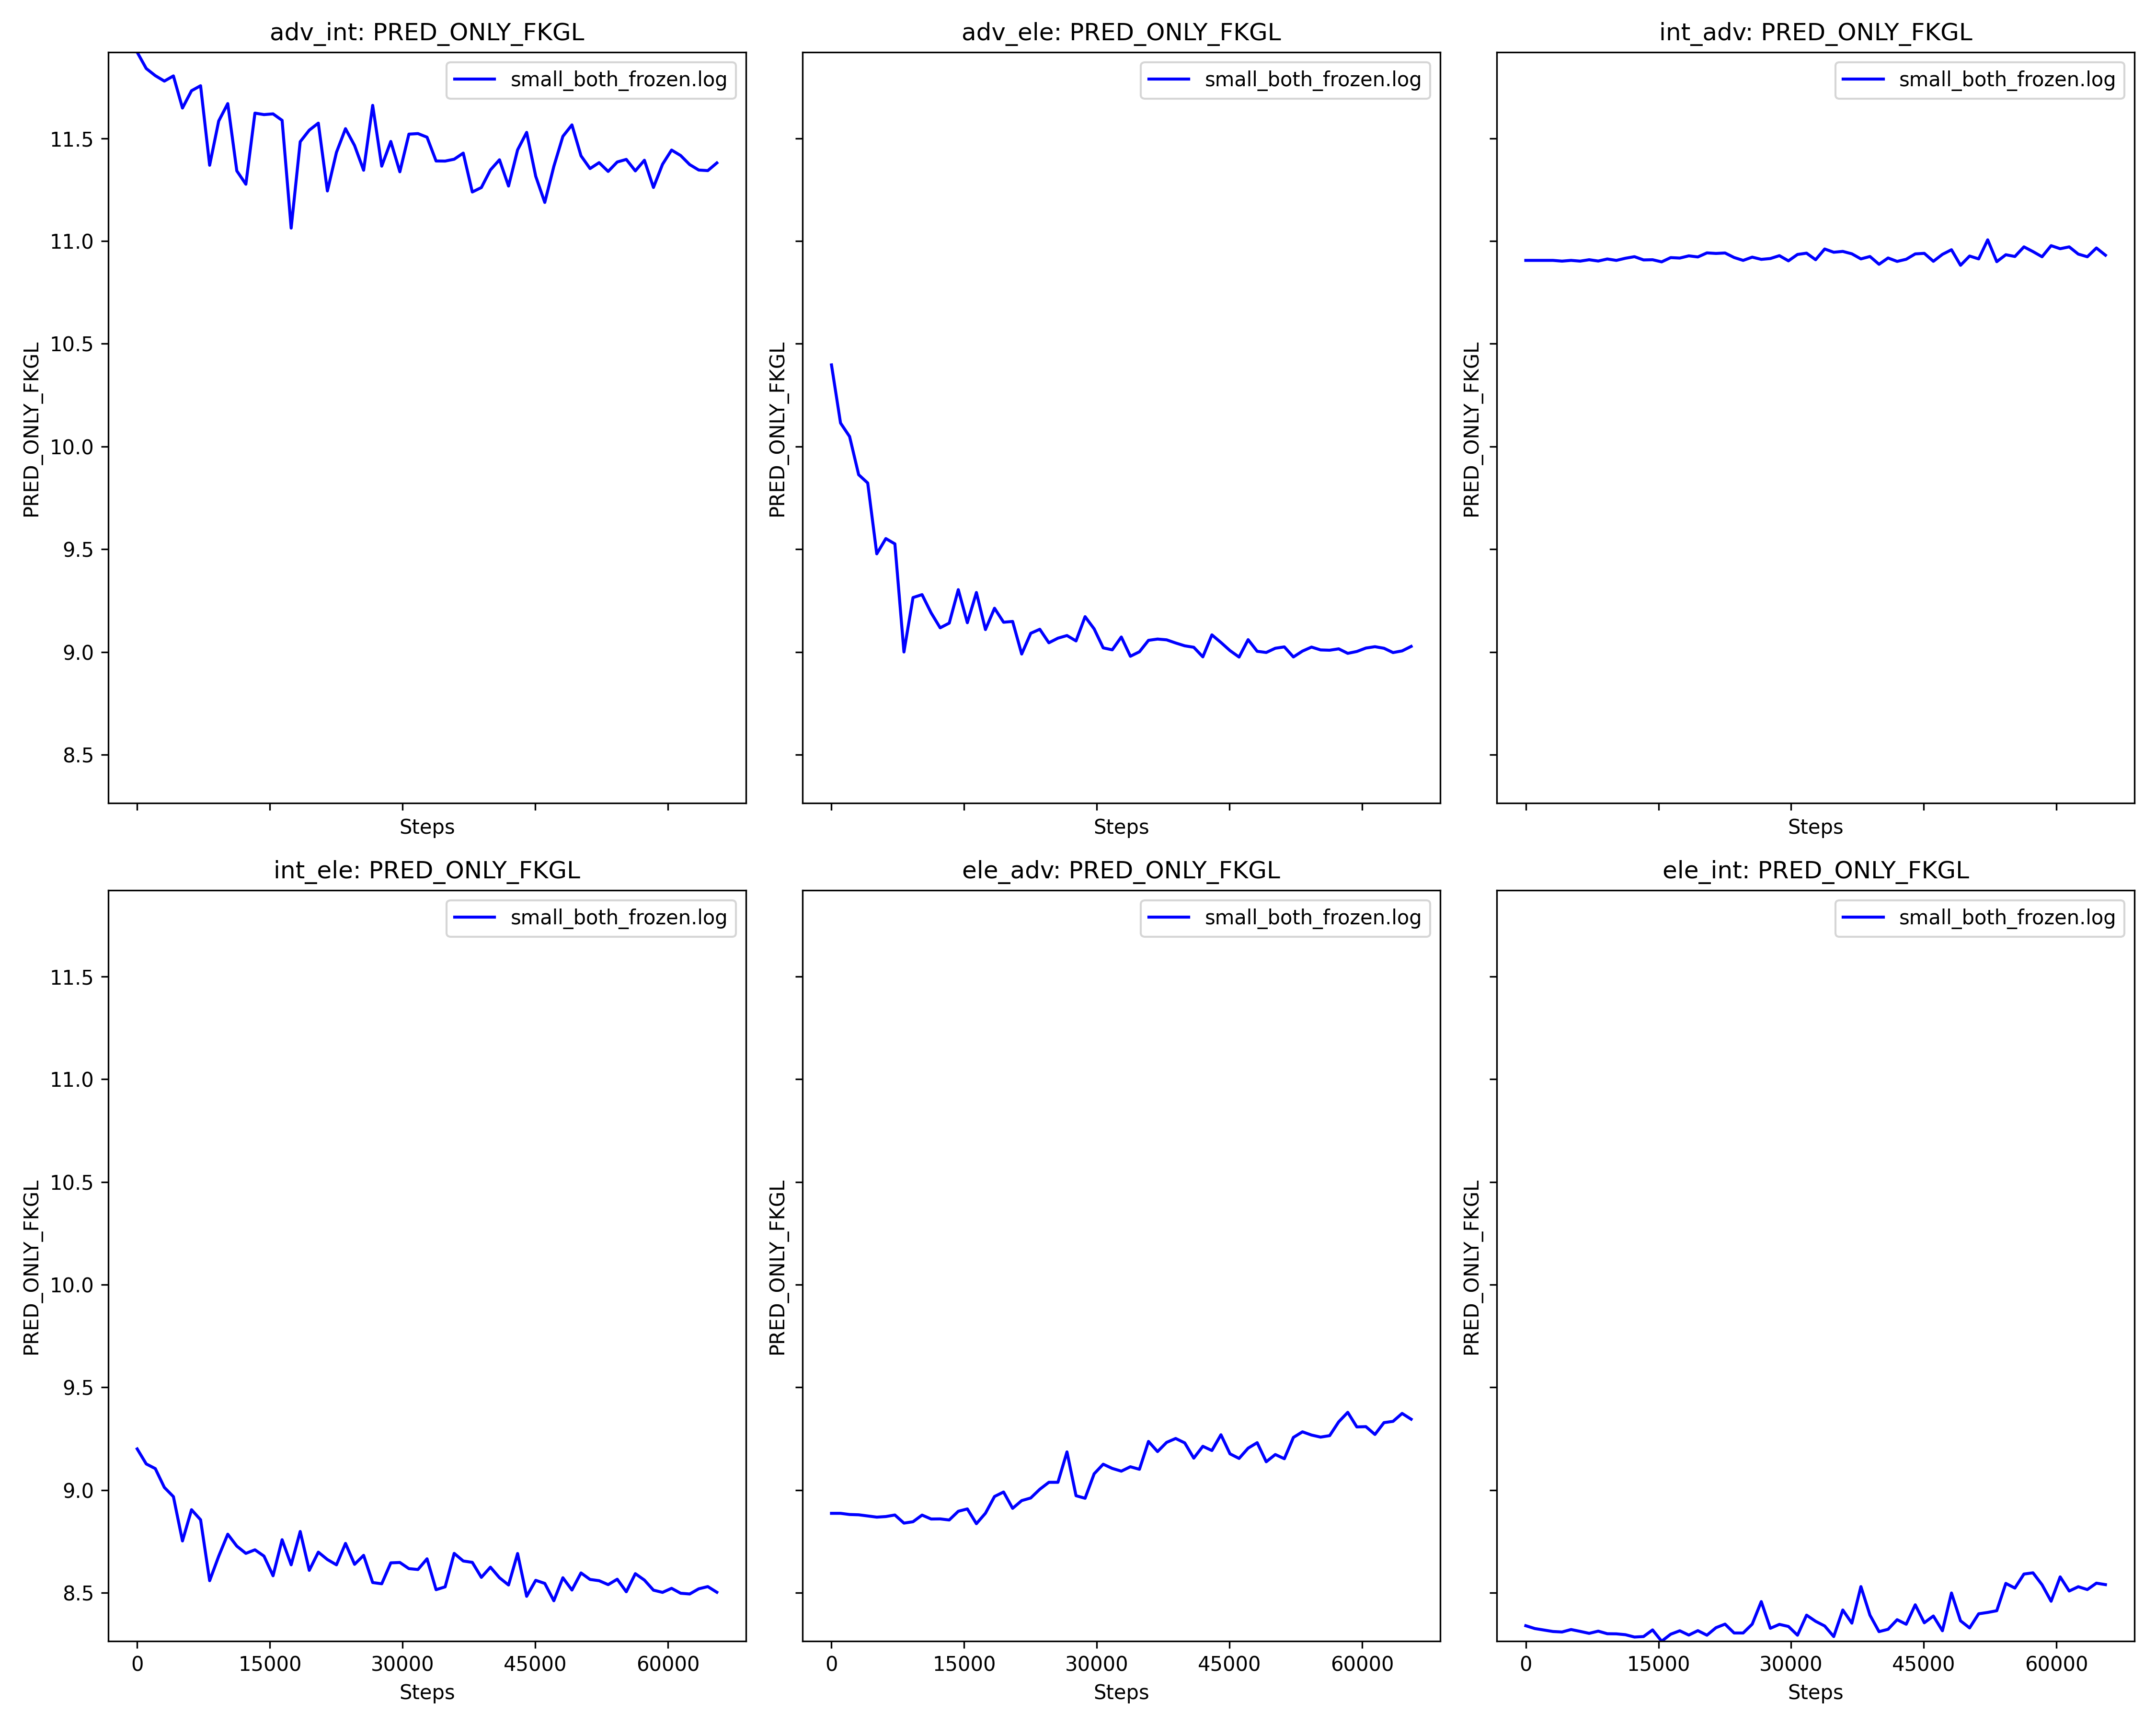 adv_int: PRED_ONLY_FKGL
adv_ele: PRED_ONLY_FKGL
int_adv: PRED_ONLY_FKGL
small_both_frozen.log
small_both_frozen.log
small_both_frozen.log
PRED_ONLY_FKGL
PRED_ONLY_FKGL
PRED_ONLY_FKGL
11.5
11.0
10.5
10.0
9.5
9.0
8.5
Steps
Steps
Steps
int_ele: PRED_ONLY_FKGL
ele_adv: PRED_ONLY_FKGL
ele_int: PRED_ONLY_FKGL
small_both_frozen.log
small_both_frozen.log
small_both_frozen.log
PRED_ONLY_FKGL
PRED_ONLY_FKGL
PRED_ONLY_FKGL
11.5
11.0
10.5
10.0
9.5
9.0
8.5
0 15000 30000 45000 60000
0 15000 30000 45000 60000
0 15000 30000 45000 60000
Steps
Steps
Steps